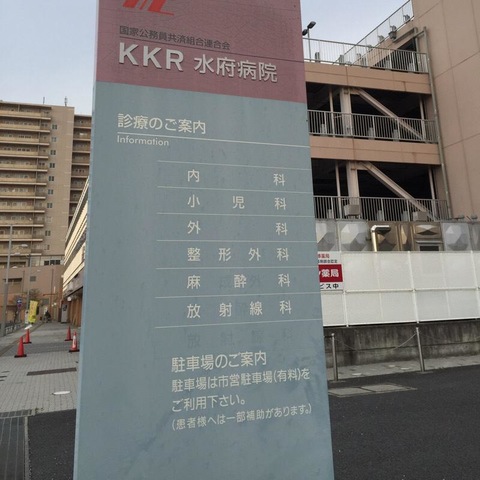 国家公務員共済組合連合会
KKR 水府病院
診療のご案内
Information
内科
小児科
外科
整形外科
麻酔科
放射線科
駐車場のご案内
駐車場は市営駐車場(有料)を
ご利用下さい。
(患者様へは一部補助があります。)
薬局